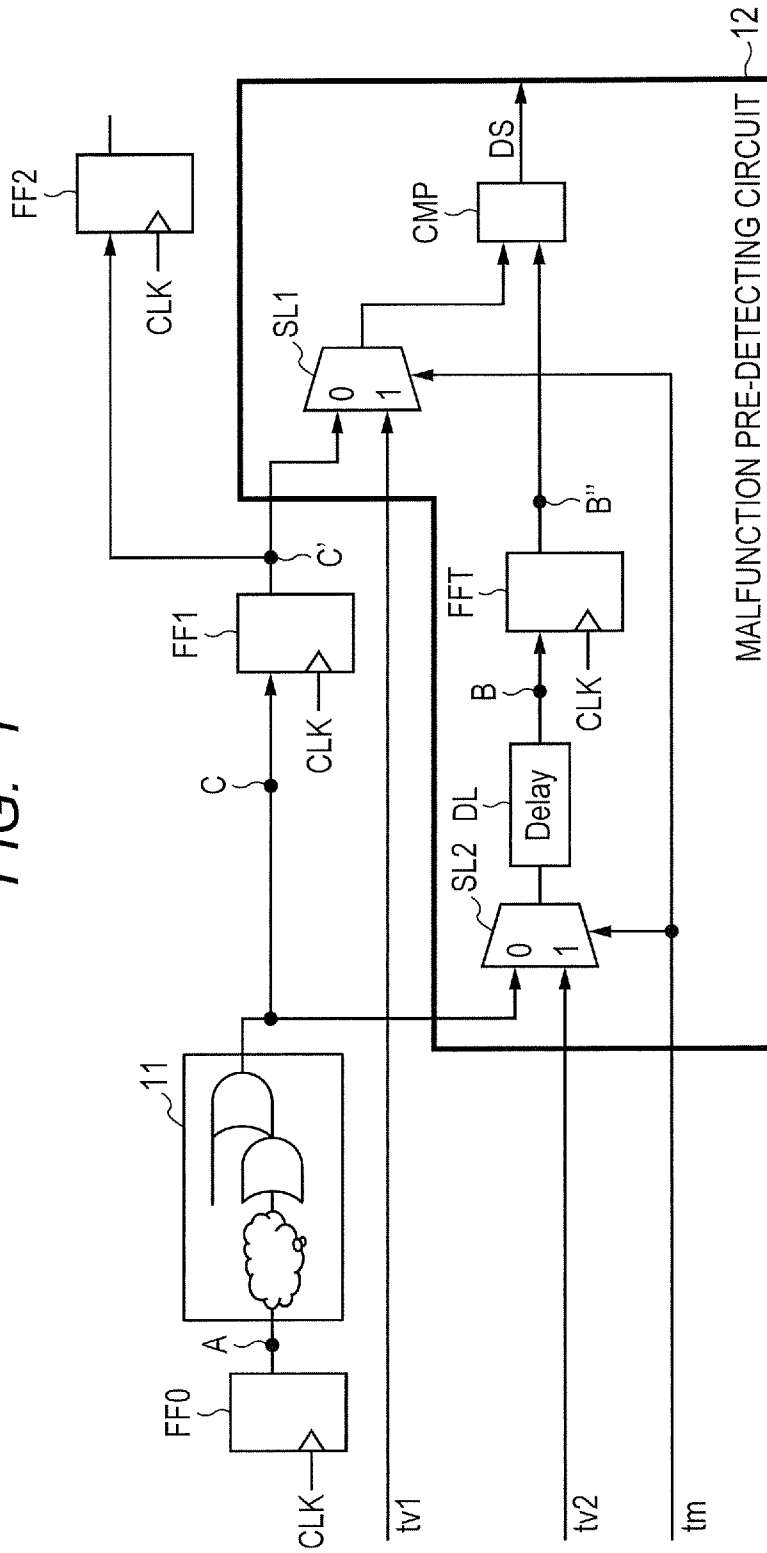 FIG. 1
FF0
CLK
A
11
C
FF1
CLK
C'
FF2
CLK
SL1
0
1
CMP
DS
12
SL2
0
1
DL
Delay
B
FFT
CLK
B"
tv1
tv2
tm
MALFUNCTION PRE-DETECTING CIRCUIT